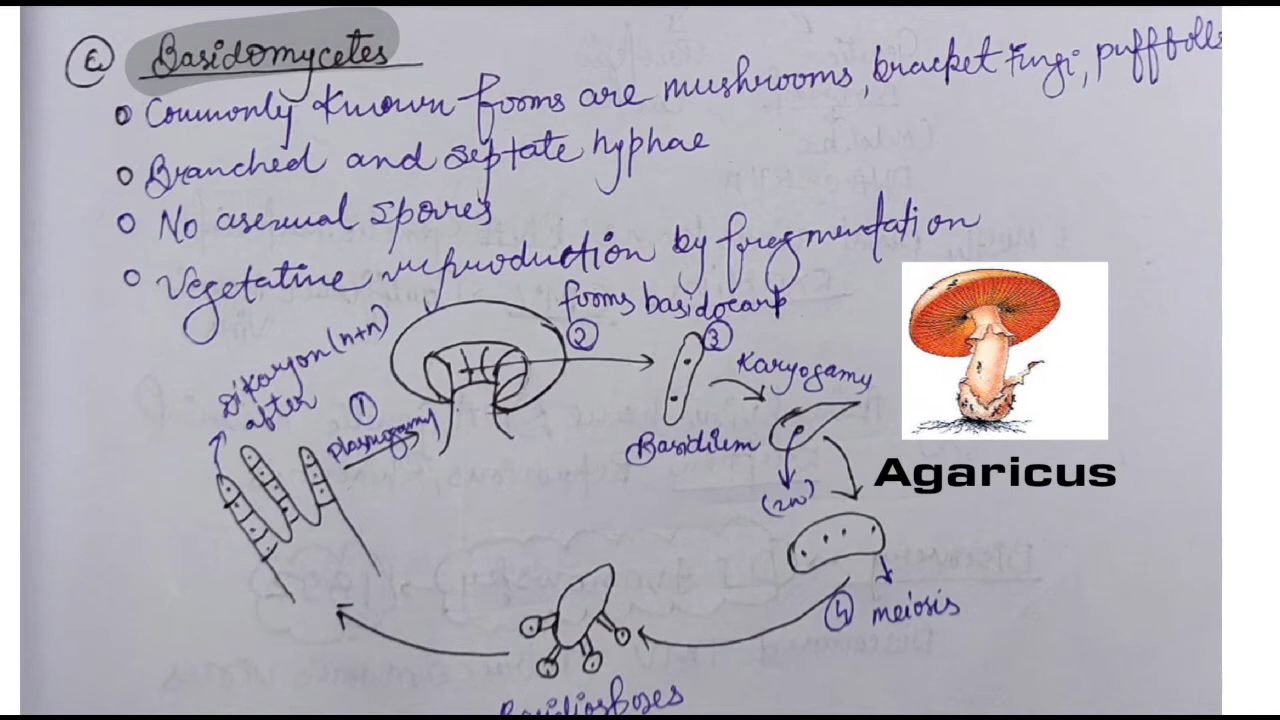 E Basidomycetes
Commonly known forms are mushrooms, bracket fungi, puffballs
Branched and septate hyphae
No asexual spores
Vegetative reproduction by fragmentation
forms basidocarp
Dikaryon (n+n)
after
1
plasmogamy
2
3
Karyogamy
Basidium
(2n)
Agaricus
4 meiosis
Basidiospores